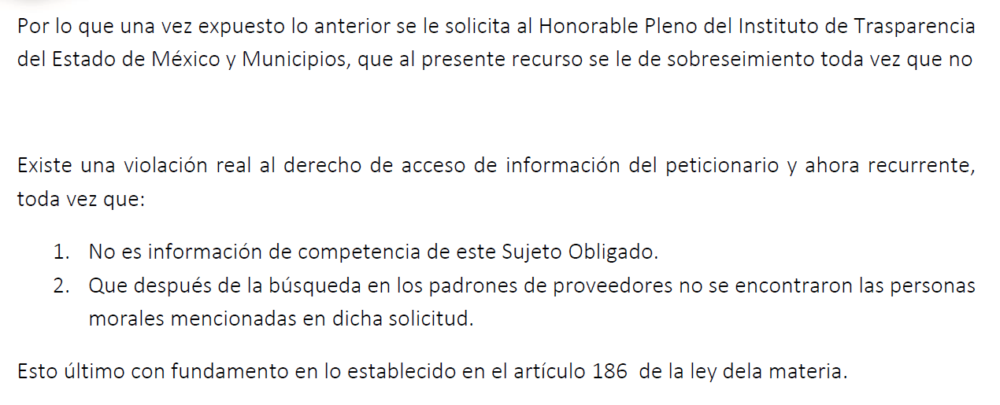 Por lo que una vez expuesto lo anterior se le solicita al Honorable Pleno del Instituto de Trasparencia
del Estado de México y Municipios, que al presente recurso se le de sobreseimiento toda vez que no
Existe una violación real al derecho de acceso de información del peticionario y ahora recurrente,
toda vez que:
1. No es información de competencia de este Sujeto Obligado.
2. Que después de la búsqueda en los padrones de proveedores no se encontraron las personas
morales mencionadas en dicha solicitud.
Esto último con fundamento en lo establecido en el artículo 186 de la ley dela materia.